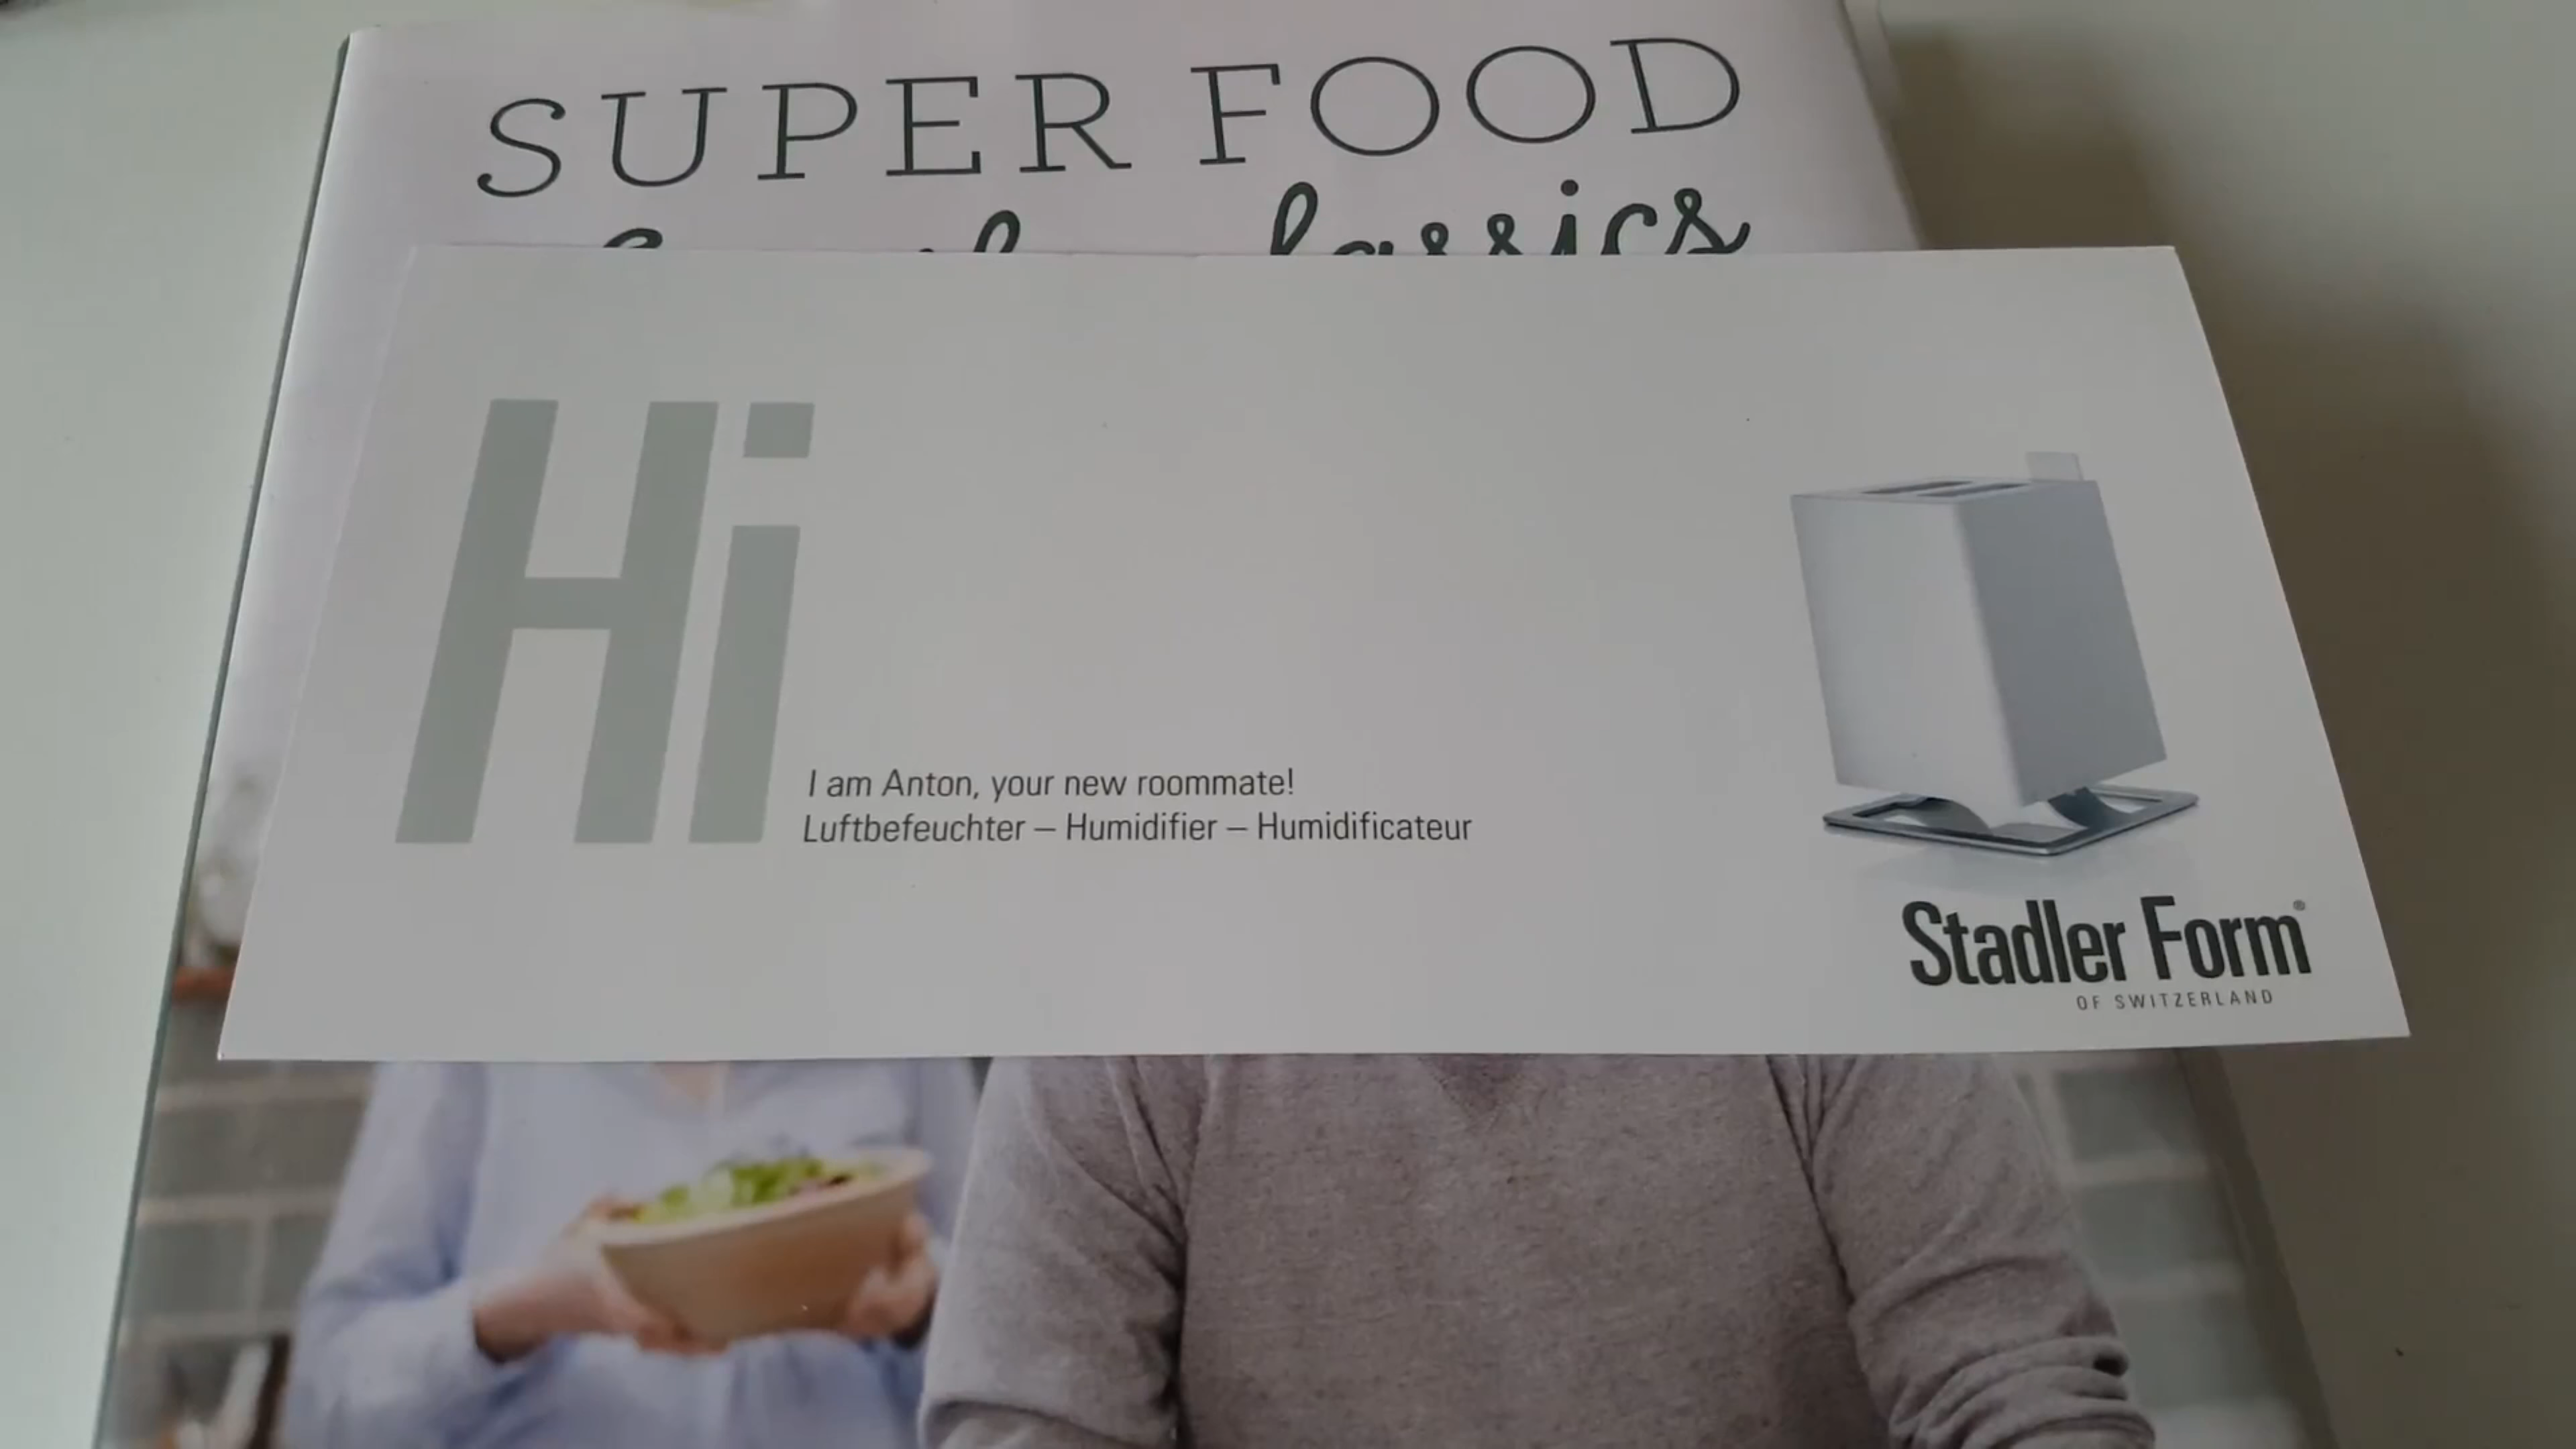 SUPER FOOD
Hi
I am Anton, your new roommate!
Luftbefeuchter – Humidifier – Humidificateur
Stadler Form®
OF SWITZERLAND